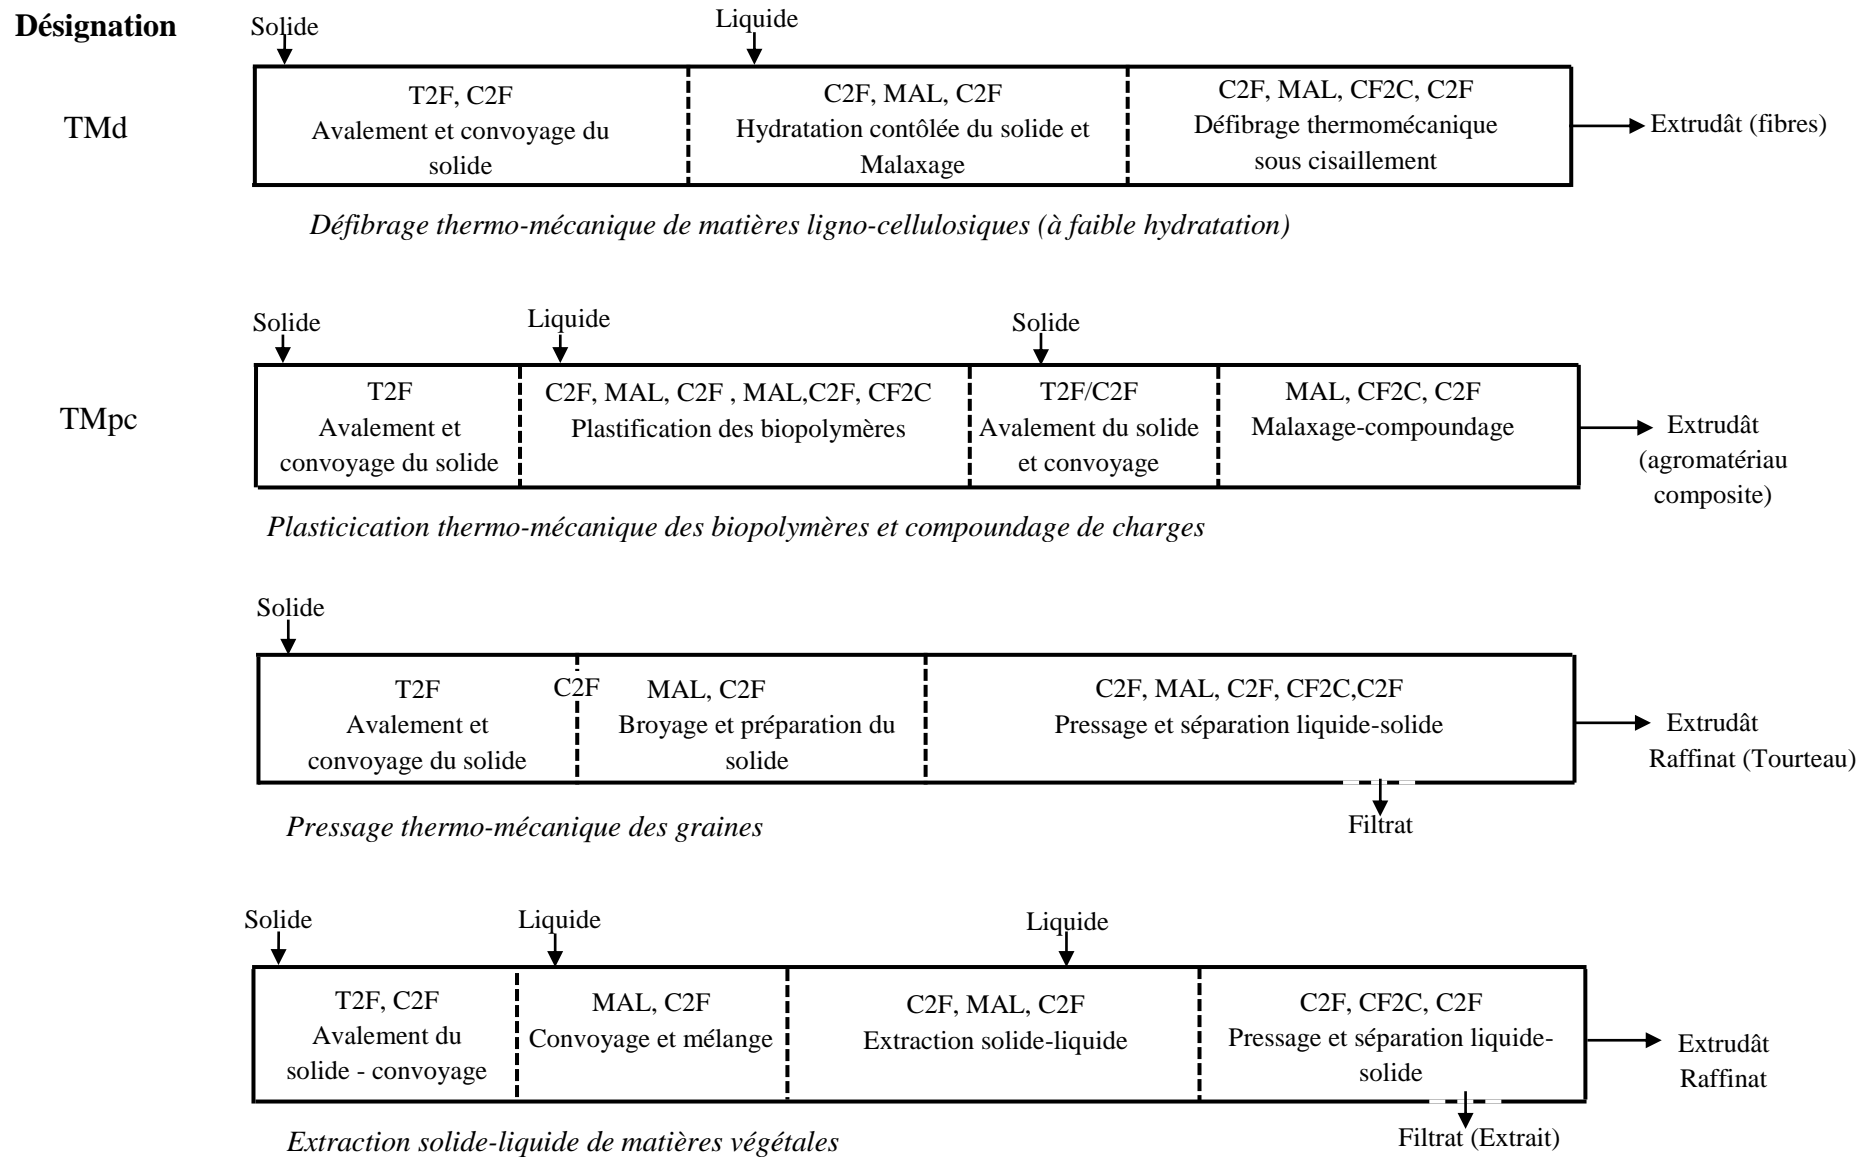 Désignation
Solide
Liquide
TMd
T2F, C2F
Avalement et convoyage du
solide
C2F, MAL, C2F
Hydratation contôlée du solide et
Malaxage
C2F, MAL, CF2C, C2F
Défibrage thermomécanique
sous cisaillement
Extrudât (fibres)
Défibrage thermo-mécanique de matières ligno-cellulosiques (à faible hydratation)
Solide
Liquide
Solide
TMpc
T2F
Avalement et
convoyage du solide
C2F, MAL, C2F , MAL,C2F, CF2C
Plastification des biopolymères
T2F/C2F
Avalement du solide
et convoyage
MAL, CF2C, C2F
Malaxage-compoundage
Extrudât
(agromatériau
composite)
Plasticication thermo-mécanique des biopolymères et compoundage de charges
Solide
T2F
Avalement et
convoyage du solide
C2F
MAL, C2F
Broyage et préparation du
solide
C2F, MAL, C2F, CF2C,C2F
Pressage et séparation liquide-solide
Extrudât
Raffinat (Tourteau)
Filtrat
Pressage thermo-mécanique des graines
Solide
Liquide
Liquide
T2F, C2F
Avalement du
solide - convoyage
MAL, C2F
Convoyage et mélange
C2F, MAL, C2F
Extraction solide-liquide
C2F, CF2C, C2F
Pressage et séparation liquide-
solide
Extrudât
Raffinat
Filtrat (Extrait)
Extraction solide-liquide de matières végétales